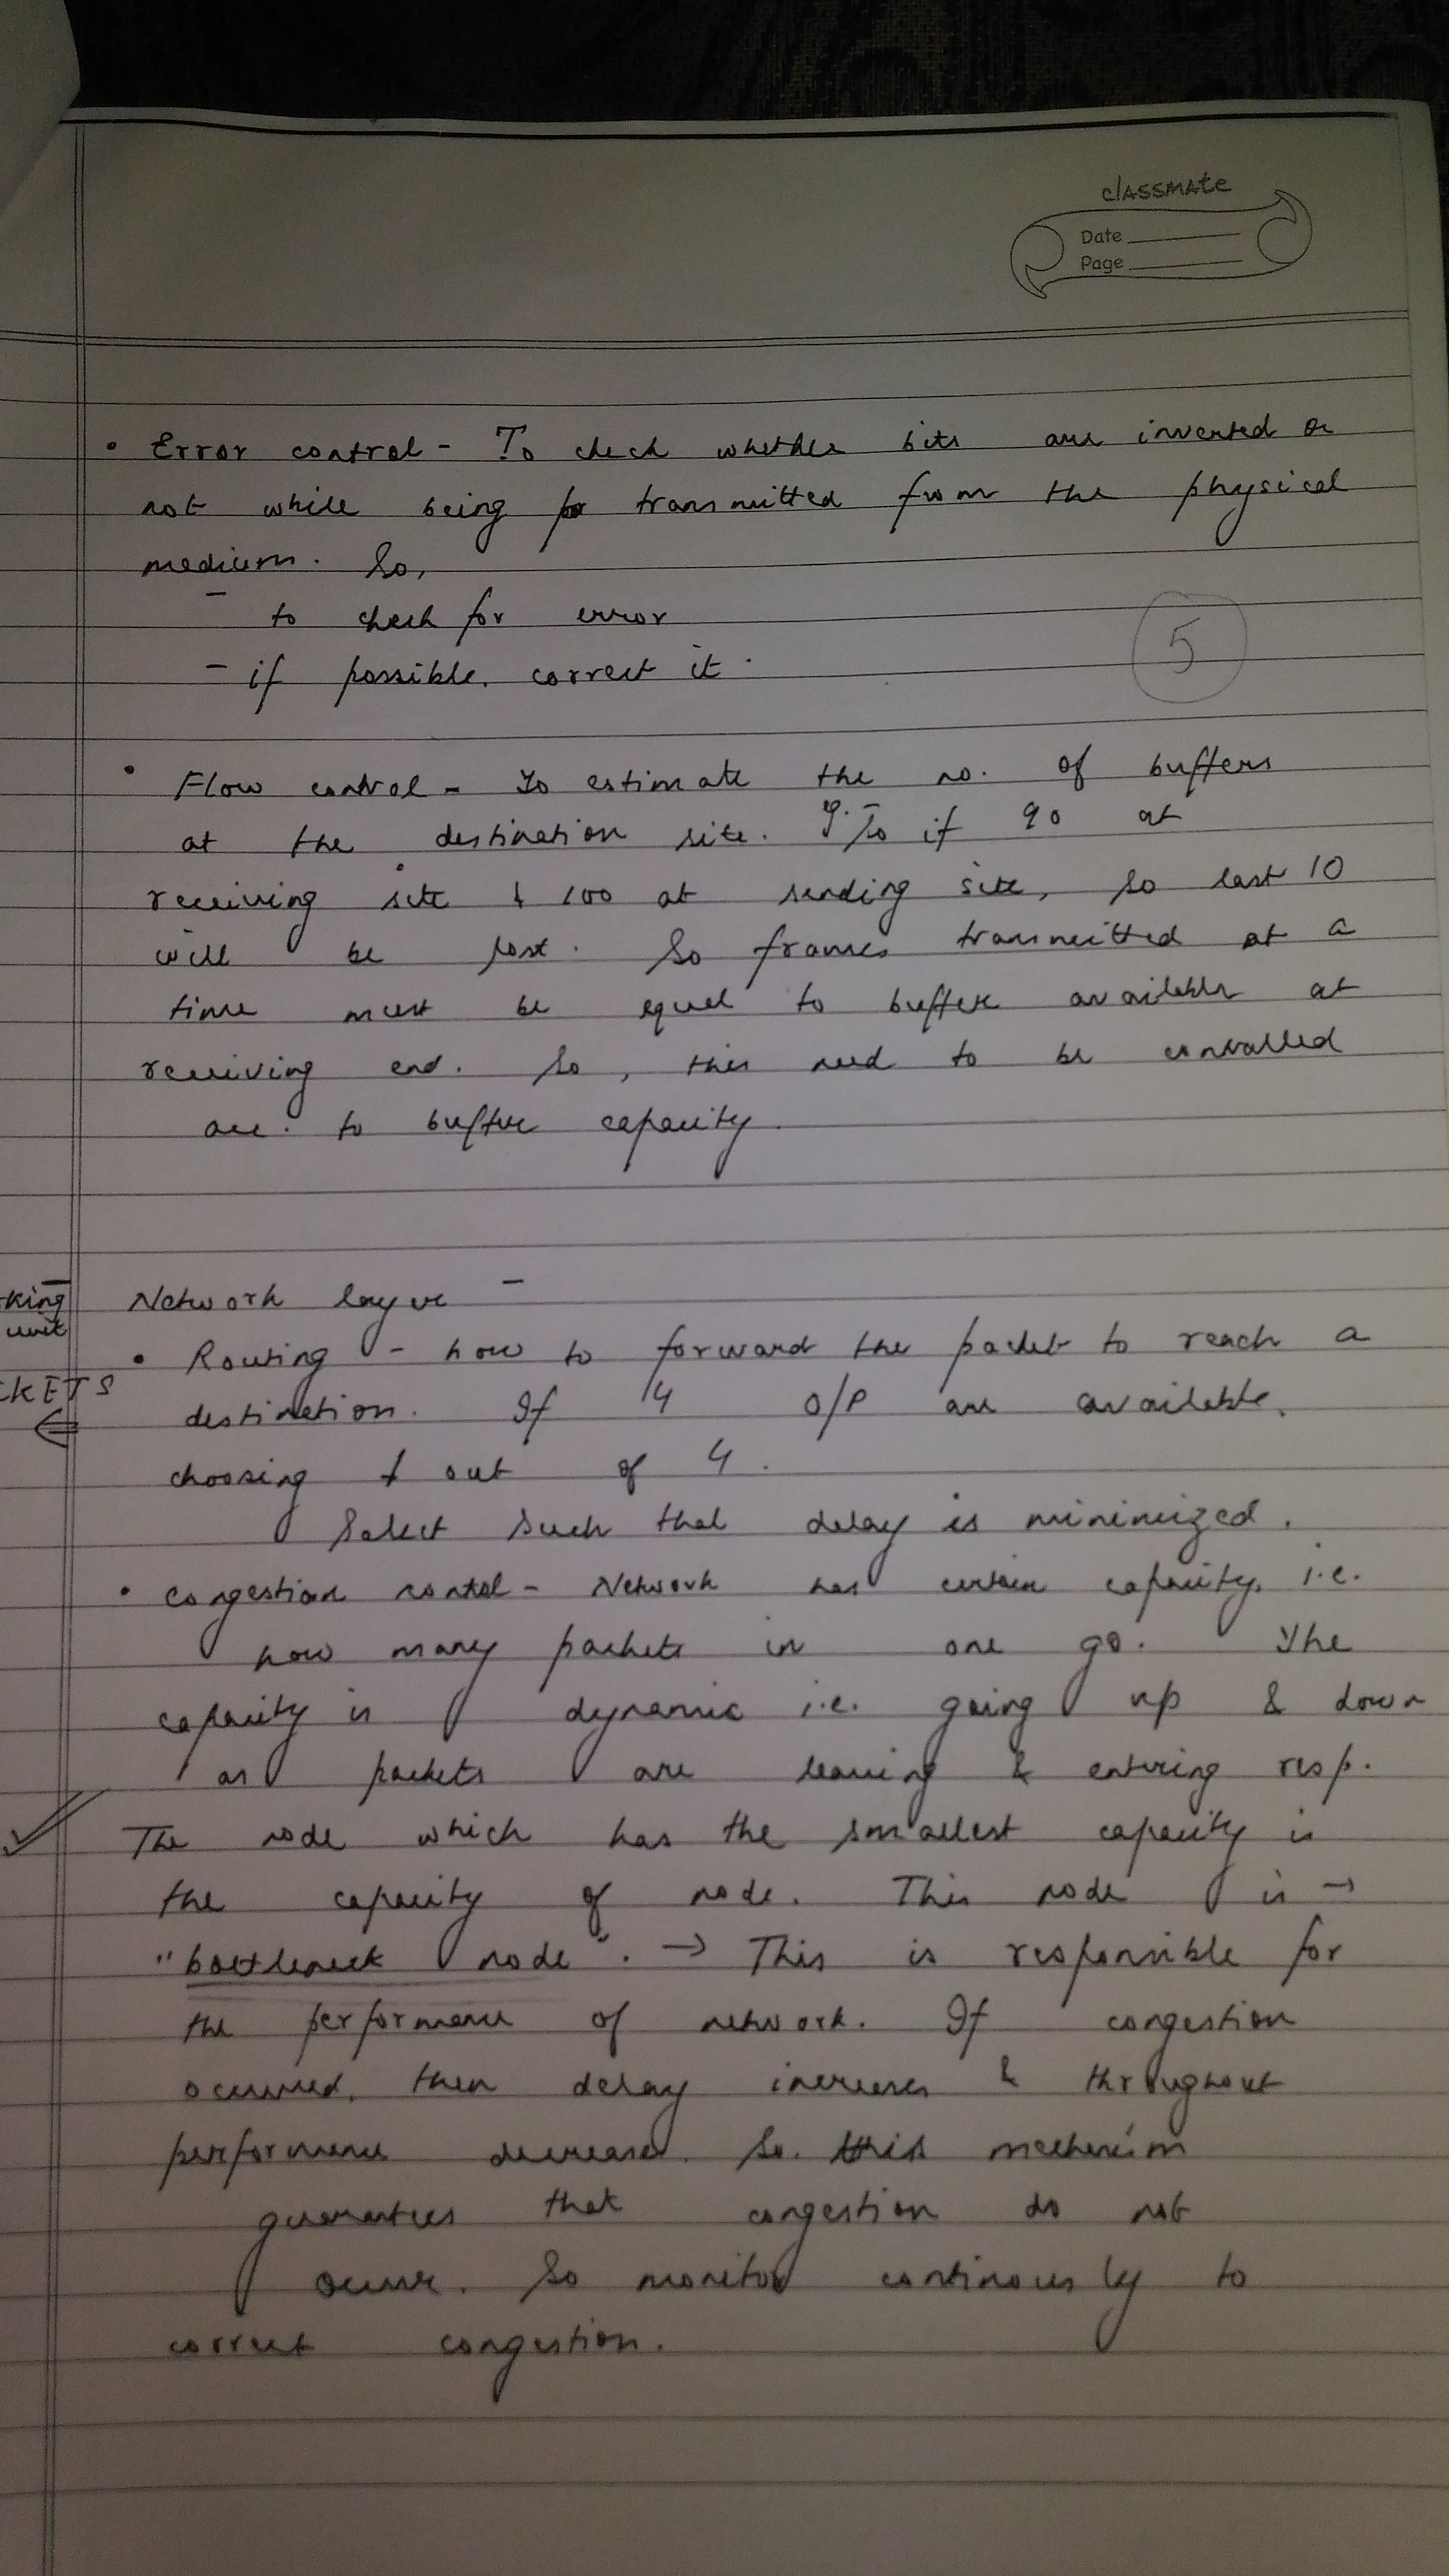 classmate
Date
Page
• Error control - To check whether bits are inverted or
not while being transmitted from the physical
medium. So,
- to check for error
- if possible, correct it.
5
• Flow control - To estimate the no. of buffers
at the destination site. So if 90 at
receiving site & 100 at sending site, so last 10
will be lost. So frames transmitted at a
time must be equal to buffer available at
receiving end. So, this need to be controlled
acc. to buffer capacity.
king
unit
Network layer -
• Routing - how to forward the packet to reach a
CKETS
destination. If 4 O/P are available,
choosing 1 out of 4.
Select such that delay is minimized.
• Congestion control - Network has certain capacity, i.e.
how many packets in one go. The
capacity is dynamic i.e. going up & down
as packets are leaving & entering resp.
The node which has the smallest capacity is
the capacity of node. This node is →
"bottleneck node". → This is responsible for
the performance of network. If congestion
occurred, then delay increases & throughout
performance decreases. So this mechanism
guarantees that congestion do not
occur. So monitor continously to
correct congestion.